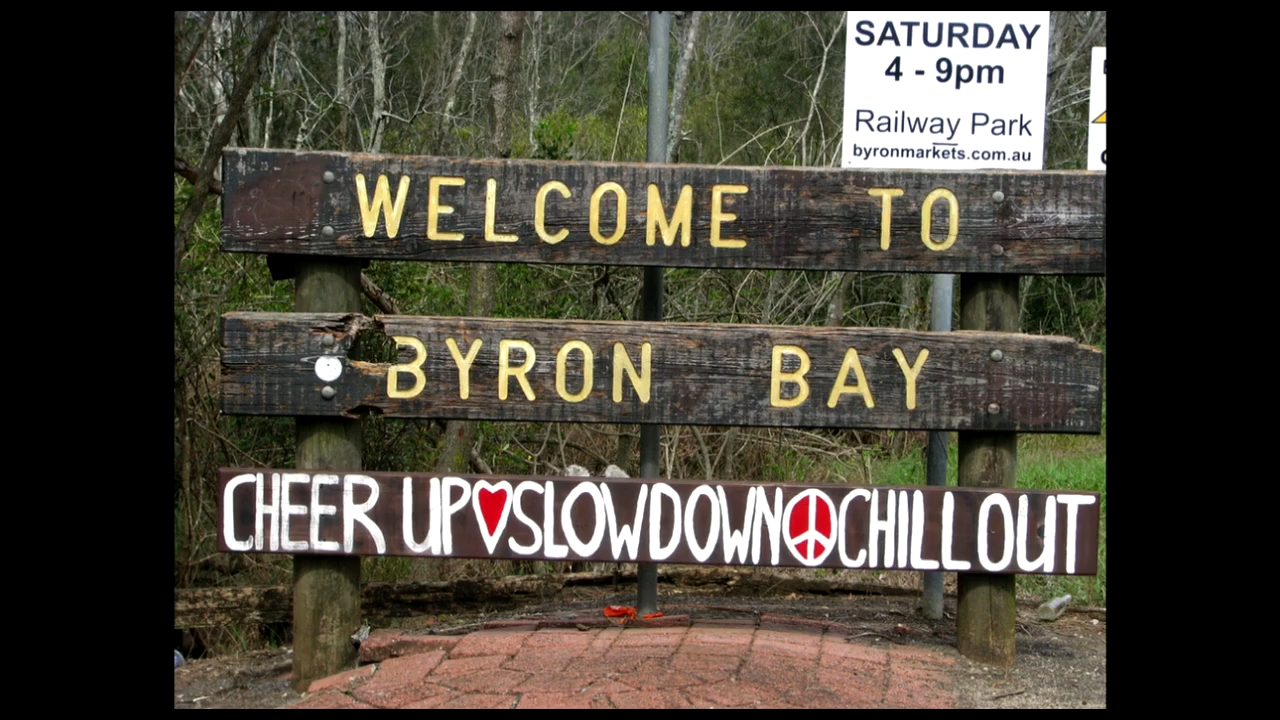 SATURDAY
4 - 9pm
Railway Park
byronmarkets.com.au
WELCOME TO
BYRON BAY
CHEER UP SLOW DOWN CHILL OUT